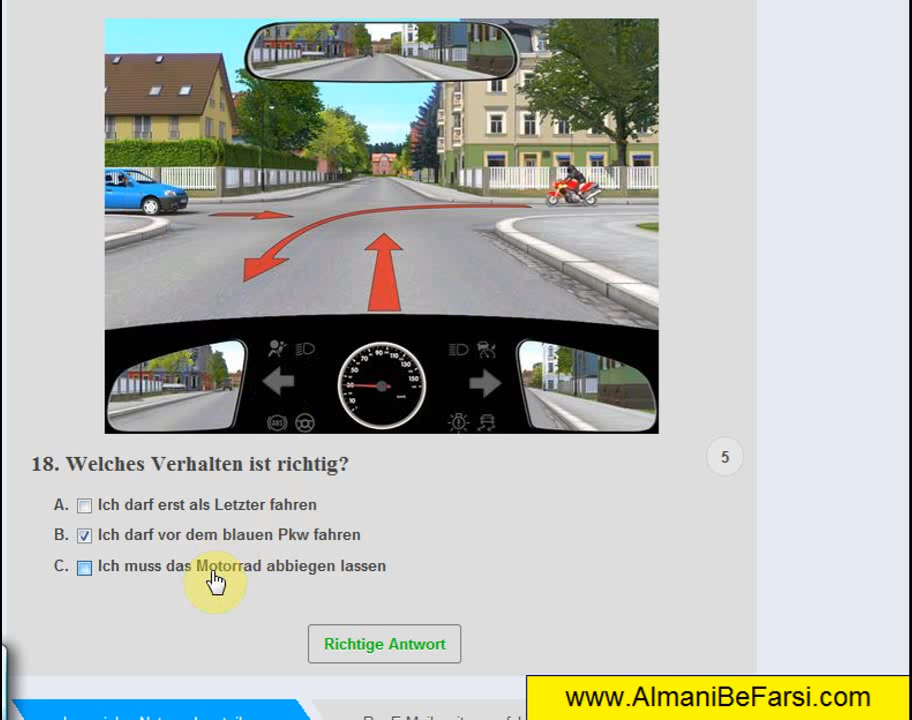 18. Welches Verhalten ist richtig?
5
A. Ich darf erst als Letzter fahren
B. Ich darf vor dem blauen Pkw fahren
C. Ich muss das Motorrad abbiegen lassen
Richtige Antwort
www.AlmaniBeFarsi.com